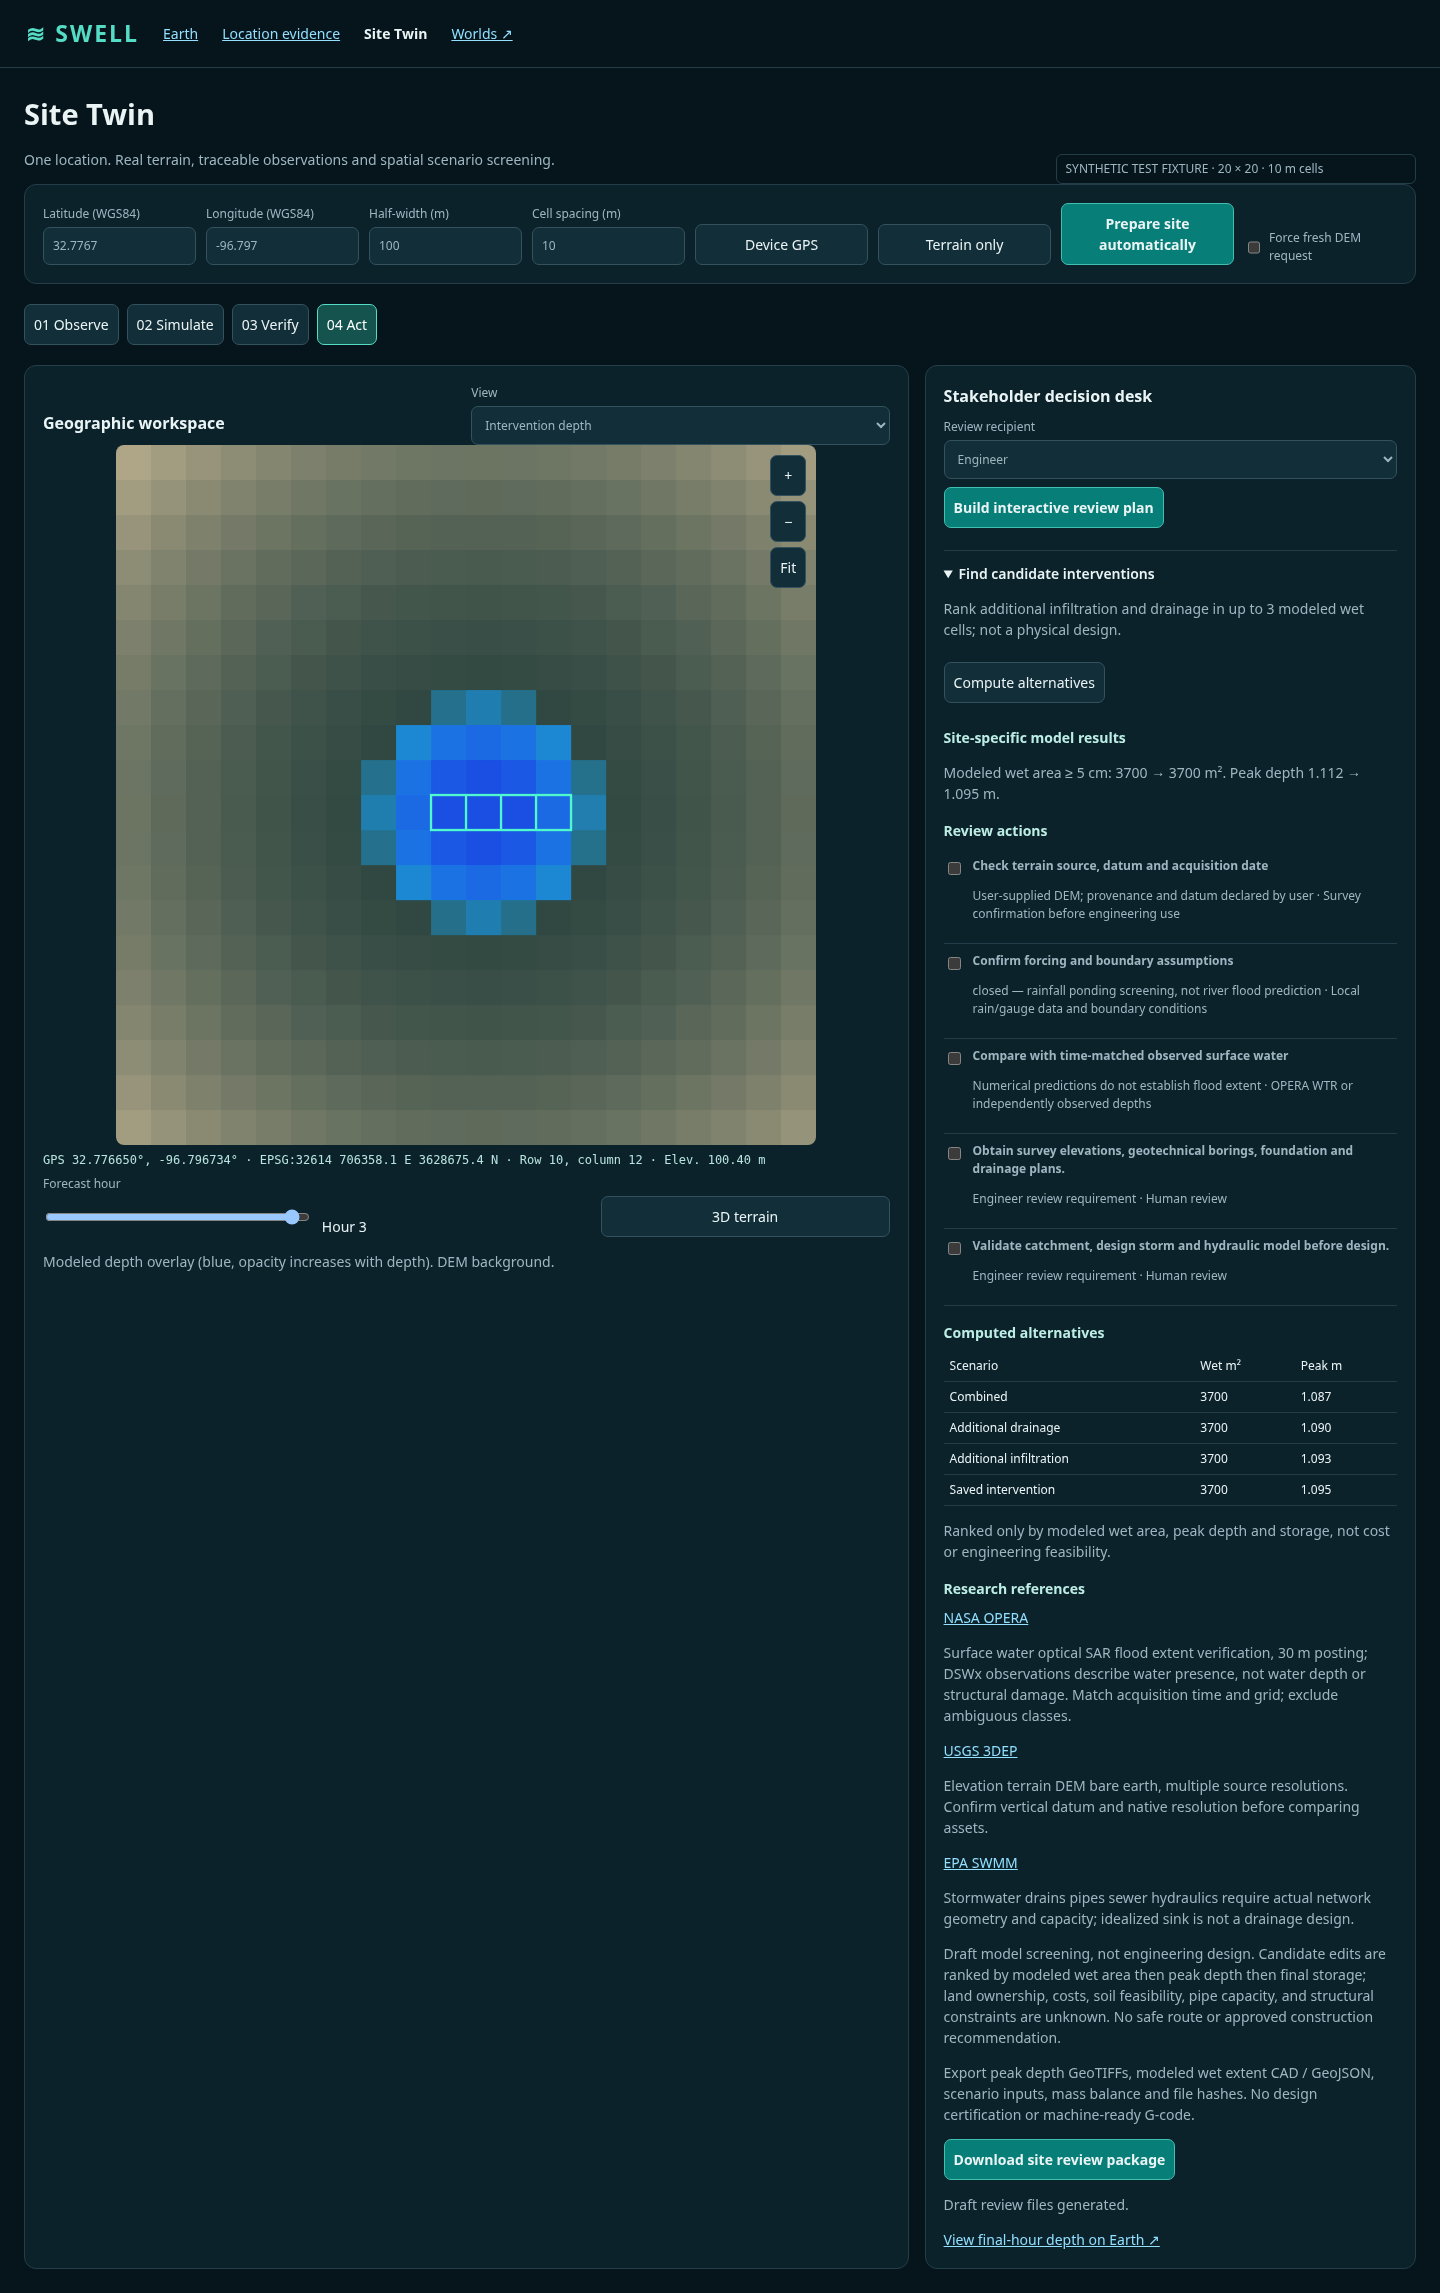 ≋ SWELL
Earth
Location evidence
Site Twin
Worlds ↗
Site Twin
One location. Real terrain, traceable observations and spatial scenario screening.
SYNTHETIC TEST FIXTURE · 20 × 20 · 10 m cells
Latitude (WGS84)
32.7767
Longitude (WGS84)
-96.797
Half-width (m)
100
Cell spacing (m)
10
Device GPS
Terrain only
Prepare site
automatically
Force fresh DEM
request
01 Observe
02 Simulate
03 Verify
04 Act
Geographic workspace
View
Intervention depth
+
−
Fit
GPS 32.776650°, -96.796734° · EPSG:32614 706358.1 E 3628675.4 N · Row 10, column 12 · Elev. 100.40 m
Forecast hour
Hour 3
3D terrain
Modeled depth overlay (blue, opacity increases with depth). DEM background.
Stakeholder decision desk
Review recipient
Engineer
Build interactive review plan
▼ Find candidate interventions
Rank additional infiltration and drainage in up to 3 modeled wet
cells; not a physical design.
Compute alternatives
Site-specific model results
Modeled wet area ≥ 5 cm: 3700 → 3700 m². Peak depth 1.112 →
1.095 m.
Review actions
Check terrain source, datum and acquisition date
User-supplied DEM; provenance and datum declared by user · Survey
confirmation before engineering use
Confirm forcing and boundary assumptions
closed — rainfall ponding screening, not river flood prediction · Local
rain/gauge data and boundary conditions
Compare with time-matched observed surface water
Numerical predictions do not establish flood extent · OPERA WTR or
independently observed depths
Obtain survey elevations, geotechnical borings, foundation and
drainage plans.
Engineer review requirement · Human review
Validate catchment, design storm and hydraulic model before design.
Engineer review requirement · Human review
Computed alternatives
Scenario Wet m² Peak m
Combined 3700 1.087
Additional drainage 3700 1.090
Additional infiltration 3700 1.093
Saved intervention 3700 1.095
Ranked only by modeled wet area, peak depth and storage, not cost
or engineering feasibility.
Research references
NASA OPERA
Surface water optical SAR flood extent verification, 30 m posting;
DSWx observations describe water presence, not water depth or
structural damage. Match acquisition time and grid; exclude
ambiguous classes.
USGS 3DEP
Elevation terrain DEM bare earth, multiple source resolutions.
Confirm vertical datum and native resolution before comparing
assets.
EPA SWMM
Stormwater drains pipes sewer hydraulics require actual network
geometry and capacity; idealized sink is not a drainage design.
Draft model screening, not engineering design. Candidate edits are
ranked by modeled wet area then peak depth then final storage;
land ownership, costs, soil feasibility, pipe capacity, and structural
constraints are unknown. No safe route or approved construction
recommendation.
Export peak depth GeoTIFFs, modeled wet extent CAD / GeoJSON,
scenario inputs, mass balance and file hashes. No design
certification or machine-ready G-code.
Download site review package
Draft review files generated.
View final-hour depth on Earth ↗